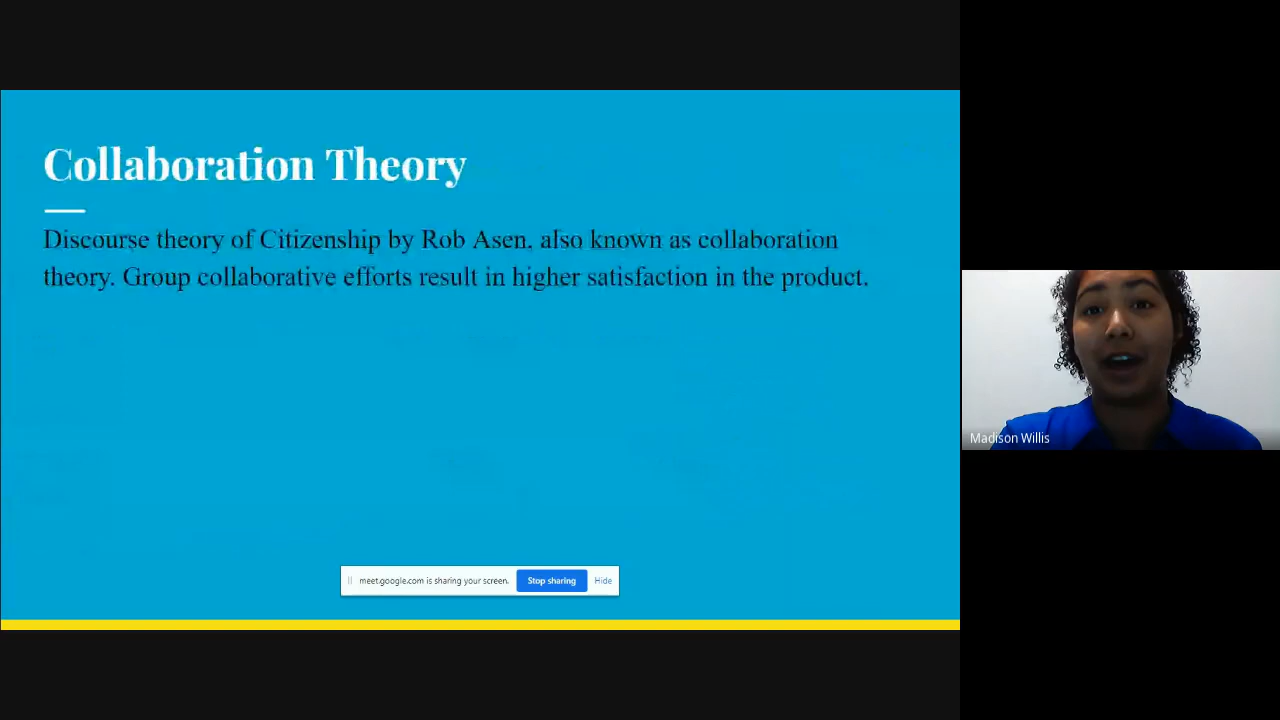 Collaboration Theory
Discourse theory of Citizenship by Rob Asen, also known as collaboration
theory. Group collaborative efforts result in higher satisfaction in the product.
meet.google.com is sharing your screen. Stop sharing Hide
Madison Willis